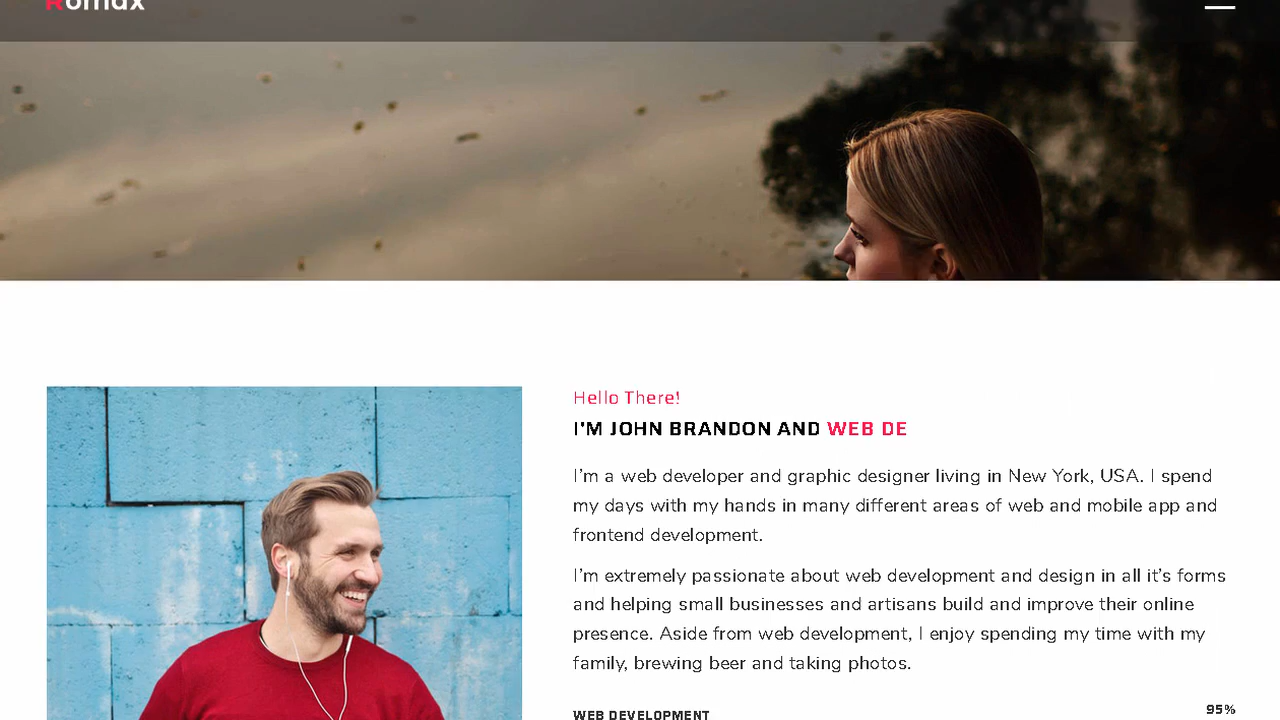 Romax
Hello There!
I'M JOHN BRANDON AND WEB DE
I'm a web developer and graphic designer living in New York, USA. I spend
my days with my hands in many different areas of web and mobile app and
frontend development.
I'm extremely passionate about web development and design in all it's forms
and helping small businesses and artisans build and improve their online
presence. Aside from web development, I enjoy spending my time with my
family, brewing beer and taking photos.
WEB DEVELOPMENT 95%